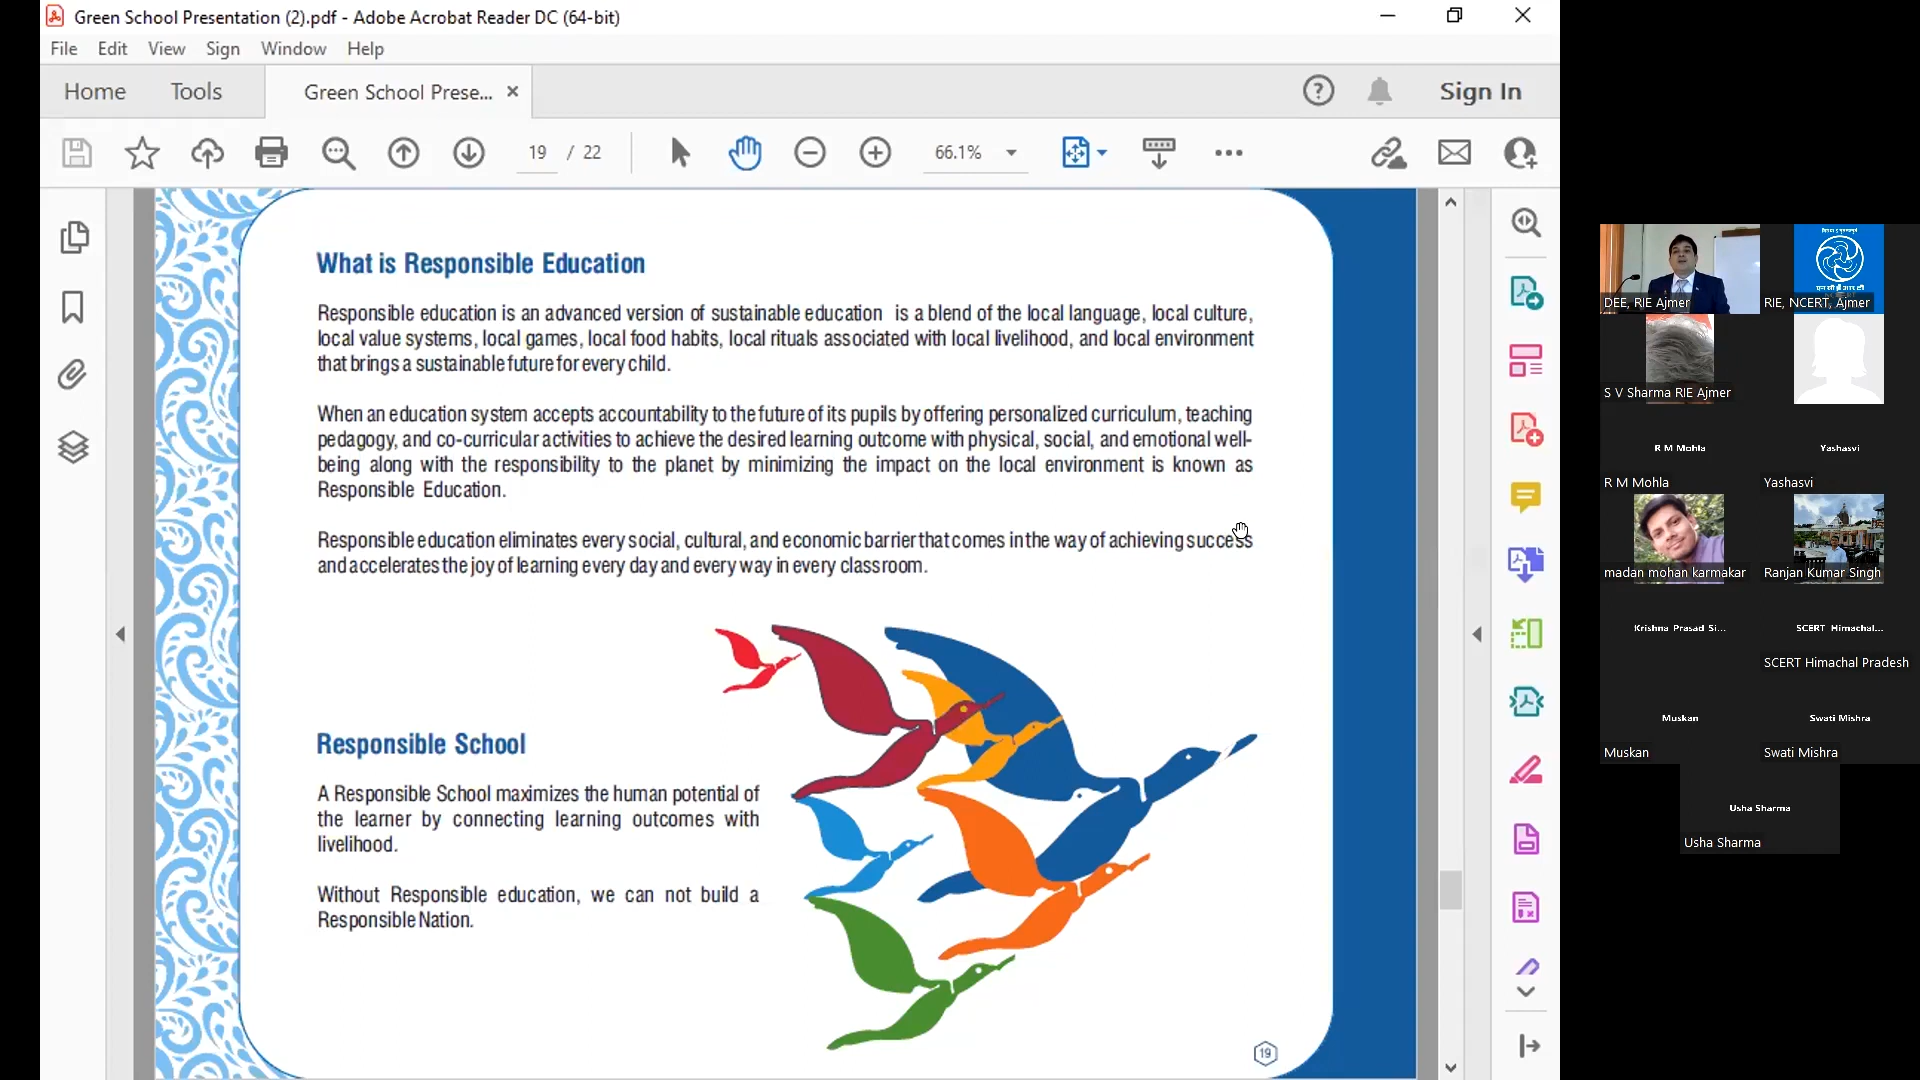 Green School Presentation (2).pdf - Adobe Acrobat Reader DC (64-bit)
File Edit View Sign Window Help
Home Tools Green School Prese... Sign In
19 / 22 66.1%
What is Responsible Education
Responsible education is an advanced version of sustainable education is a blend of the local language, local culture,
local value systems, local games, local food habits, local rituals associated with local livelihood, and local environment
that brings a sustainable future for every child.
When an education system accepts accountability to the future of its pupils by offering personalized curriculum, teaching
pedagogy, and co-curricular activities to achieve the desired learning outcome with physical, social, and emotional well-
being along with the responsibility to the planet by minimizing the impact on the local environment is known as
Responsible Education.
Responsible education eliminates every social, cultural, and economic barrier that comes in the way of achieving success
and accelerates the joy of learning every day and every way in every classroom.
Responsible School
A Responsible School maximizes the human potential of
the learner by connecting learning outcomes with
livelihood.
Without Responsible education, we can not build a
Responsible Nation.
19
DEE, RIE Ajmer
RIE, NCERT, Ajmer
S V Sharma RIE Ajmer
R M Mohla
R M Mohla
Yashasvi
Yashasvi
madan mohan karmakar
Ranjan Kumar Singh
Krishna Prasad Si...
SCERT Himachal...
SCERT Himachal Pradesh
Muskan
Muskan
Swati Mishra
Swati Mishra
Usha Sharma
Usha Sharma